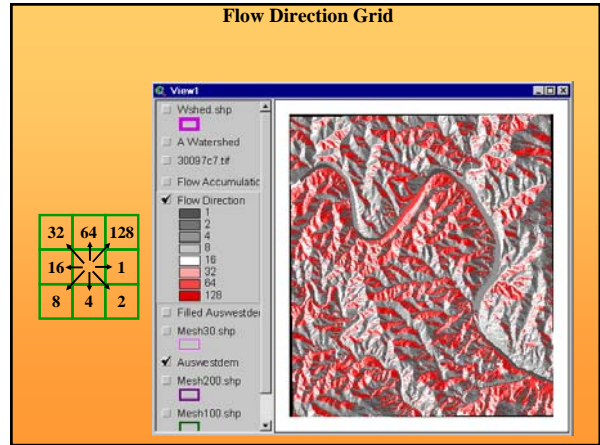 Flow Direction Grid
View1
Wshed.shp
A Watershed
30097c7.tif
Flow Accumulatic
Flow Direction
1
2
4
8
16
32
64
128
Filled Auswestder
Mesh30.shp
Auswestdem
Mesh200.shp
Mesh100.shp
32 64 128
16 1
8 4 2